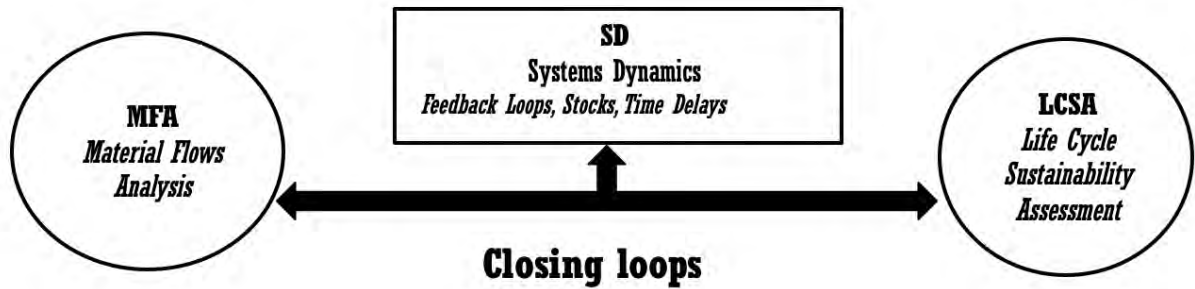 MFA
Material Flows
Analysis
SD
Systems Dynamics
Feedback Loops, Stocks, Time Delays
LCSA
Life Cycle
Sustainability
Assessment
Closing loops